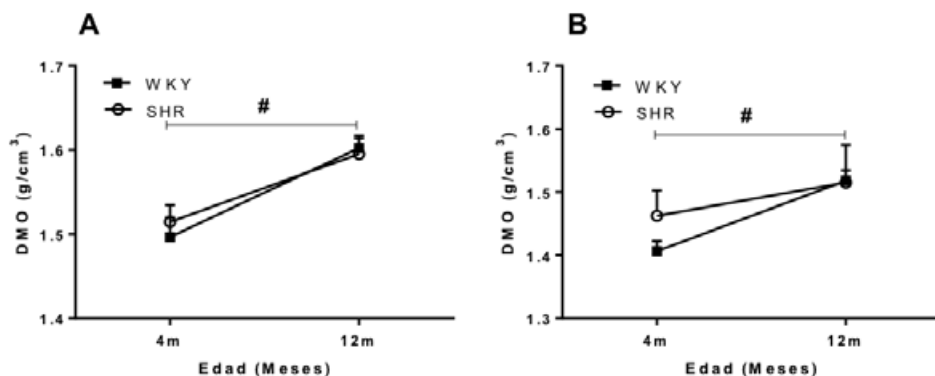 A
1.7
1.6
1.5
1.4
DMO (g/cm³)
WKY
SHR
#
4m
12m
Edad (Meses)
B
1.7
1.6
1.5
1.4
1.3
DMO (g/cm³)
WKY
SHR
#
4m
12m
Edad (Meses)